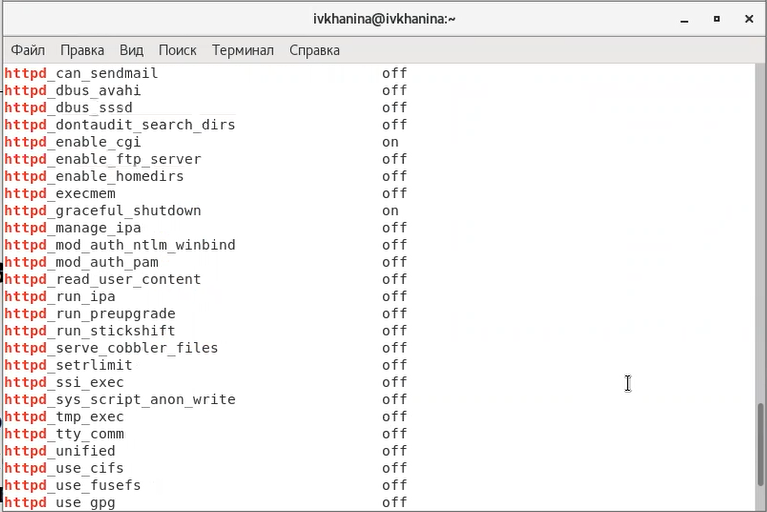 ivkhanina@ivkhanina:~
Файл Правка Вид Поиск Терминал Справка
httpd_can_sendmail off
httpd_dbus_avahi off
httpd_dbus_sssd off
httpd_dontaudit_search_dirs off
httpd_enable_cgi on
httpd_enable_ftp_server off
httpd_enable_homedirs off
httpd_execmem off
httpd_graceful_shutdown on
httpd_manage_ipa off
httpd_mod_auth_ntlm_winbind off
httpd_mod_auth_pam off
httpd_read_user_content off
httpd_run_ipa off
httpd_run_preupgrade off
httpd_run_stickshift off
httpd_serve_cobbler_files off
httpd_setrlimit off
httpd_ssi_exec off
httpd_sys_script_anon_write off
httpd_tmp_exec off
httpd_tty_comm off
httpd_unified off
httpd_use_cifs off
httpd_use_fusefs off
httpd_use_gpg off